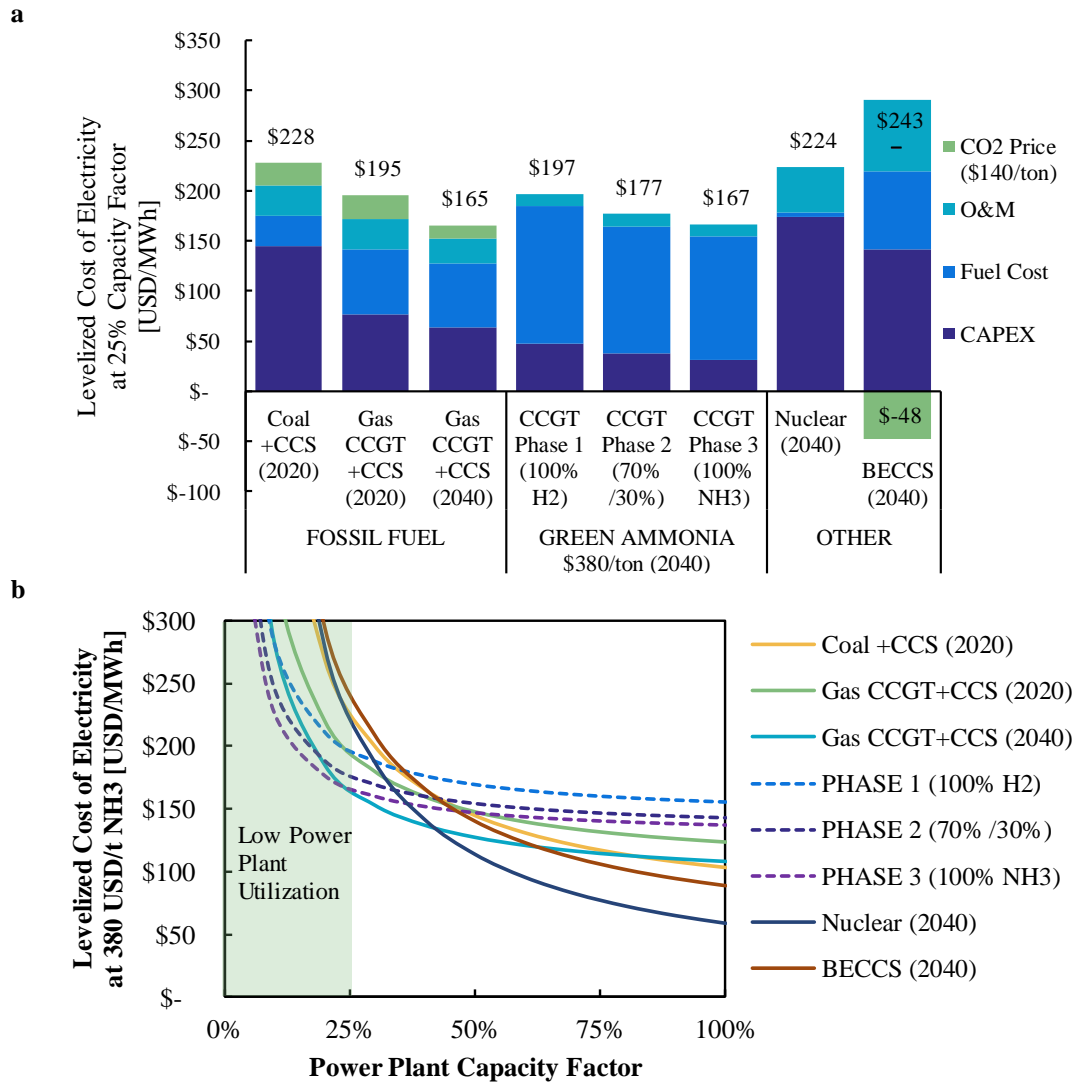 a
Levelized Cost of Electricity
at 25% Capacity Factor
[USD/MWh]
$350
$300
$250
$200
$150
$100
$50
$-
$-50
$-100
$228
$195
$165
$197
$177
$167
$224
$243
$-48
CO2 Price
($140/ton)
O&M
Fuel Cost
CAPEX
Coal
+CCS
(2020)
Gas
CCGT
+CCS
(2020)
Gas
CCGT
+CCS
(2040)
CCGT
Phase 1
(100%
H2)
CCGT
Phase 2
(70%
/30%)
CCGT
Phase 3
(100%
NH3)
Nuclear
(2040)
BECCS
(2040)
FOSSIL FUEL
GREEN AMMONIA
$380/ton (2040)
OTHER
b
Levelized Cost of Electricity
at 380 USD/t NH3 [USD/MWh]
$300
$250
$200
$150
$100
$50
$-
Low Power
Plant
Utilization
0%
25%
50%
75%
100%
Power Plant Capacity Factor
Coal +CCS (2020)
Gas CCGT+CCS (2020)
Gas CCGT+CCS (2040)
PHASE 1 (100% H2)
PHASE 2 (70% /30%)
PHASE 3 (100% NH3)
Nuclear (2040)
BECCS (2040)